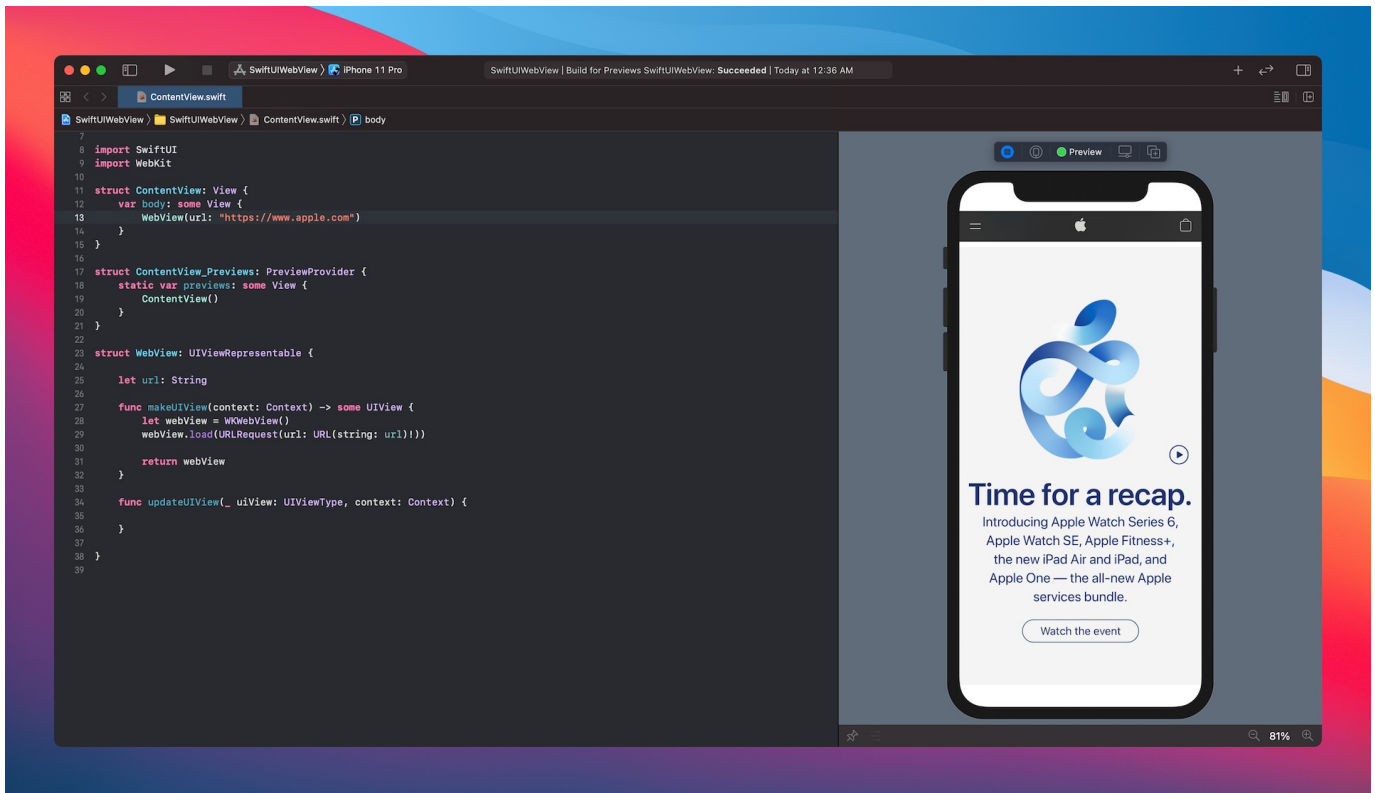 SwiftUIWebView 〉 iPhone 11 Pro
SwiftUIWebView | Build for Previews SwiftUIWebView: Succeeded | Today at 12:36 AM
ContentView.swift
SwiftUIWebView 〉 SwiftUIWebView 〉 ContentView.swift 〉 P body
7
8 import SwiftUI
9 import WebKit
10
11 struct ContentView: View {
12     var body: some View {
13         WebView(url: "https://www.apple.com")
14     }
15 }
16
17 struct ContentView_Previews: PreviewProvider {
18     static var previews: some View {
19         ContentView()
20     }
21 }
22
23 struct WebView: UIViewRepresentable {
24
25     let url: String
26
27     func makeUIView(context: Context) -> some UIView {
28         let webView = WKWebView()
29         webView.load(URLRequest(url: URL(string: url)!))
30
31         return webView
32     }
33
34     func updateUIView(_ uiView: UIViewType, context: Context) {
35
36     }
37
38 }
39
Preview
Time for a recap.
Introducing Apple Watch Series 6,
Apple Watch SE, Apple Fitness+,
the new iPad Air and iPad, and
Apple One — the all-new Apple
services bundle.
Watch the event
81%